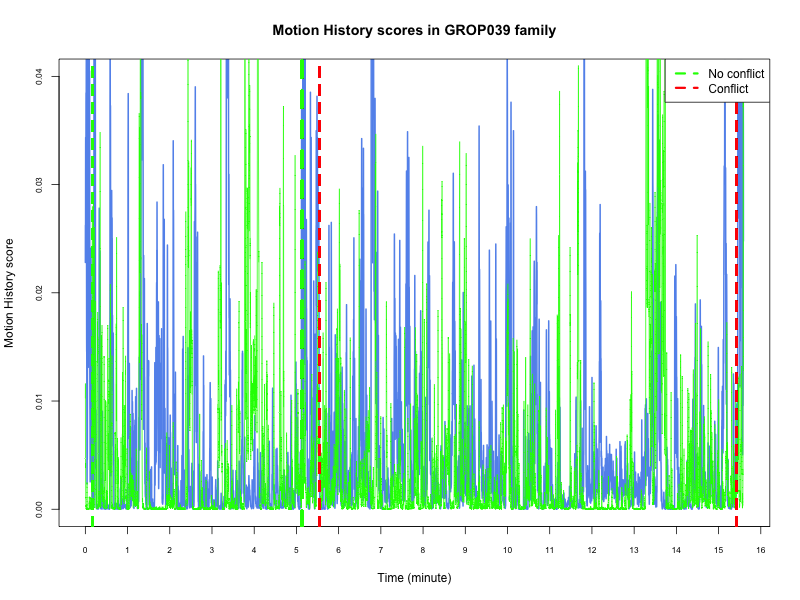 Motion History scores in GROP039 family
No conflict
Conflict
Motion History score
0.04
0.03
0.02
0.01
0.00
0 1 2 3 4 5 6 7 8 9 10 11 12 13 14 15 16
Time (minute)